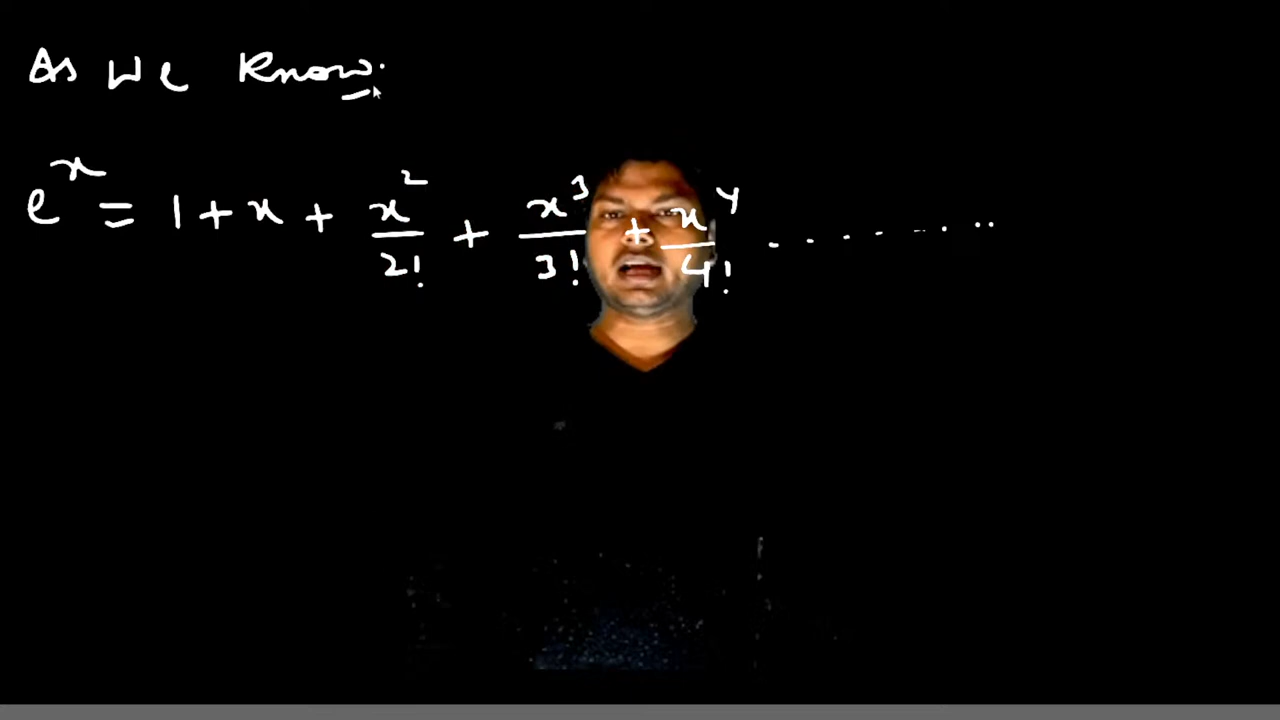 As We Know.
e^x = 1 + x + x^2/2! + x^3/3! + x^4/4! ...........